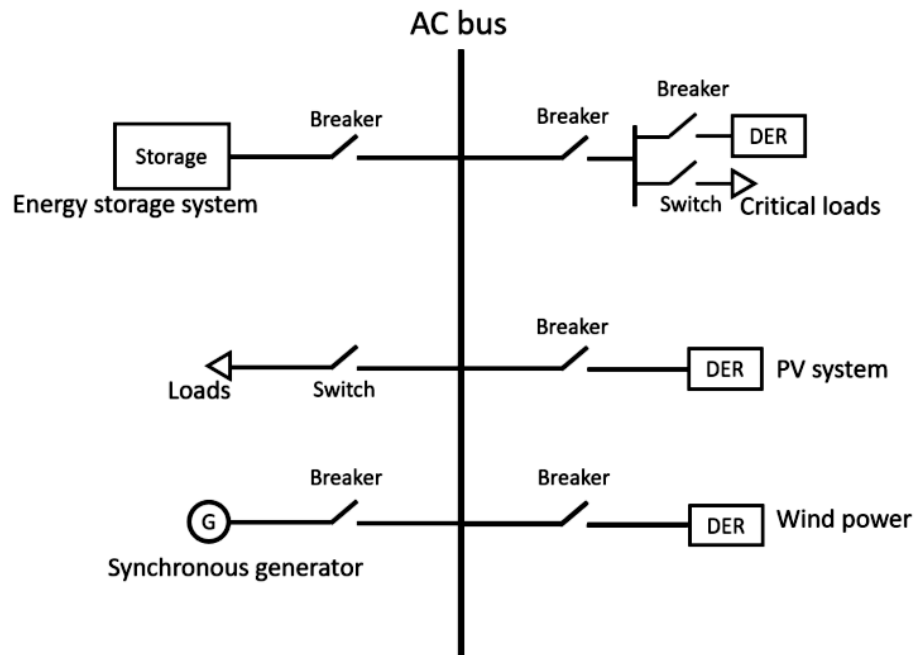 AC bus
Breaker
Breaker
Breaker
Storage
DER
Energy storage system
Switch
Critical loads
Breaker
DER
PV system
Loads
Switch
Breaker
Breaker
G
DER
Wind power
Synchronous generator